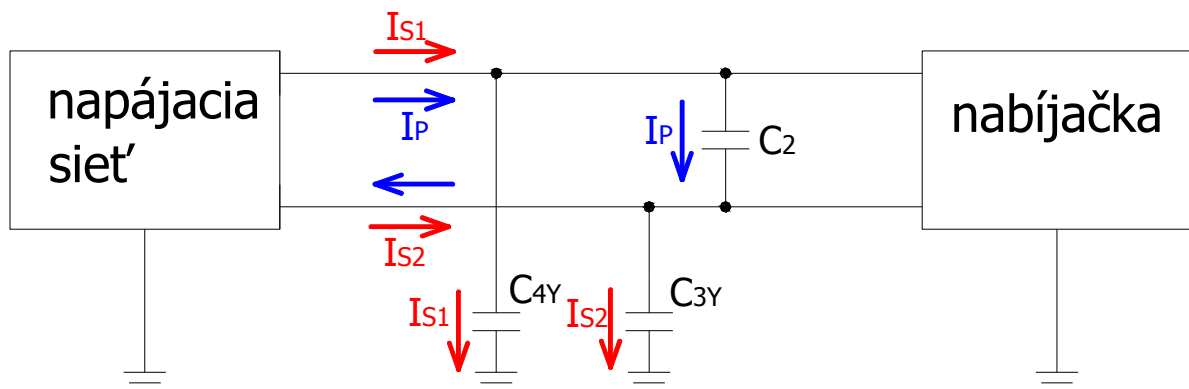 IS1
napájacia
sieť
IP
IP
C2
nabíjačka
IS2
IS1
C4Y
IS2
C3Y